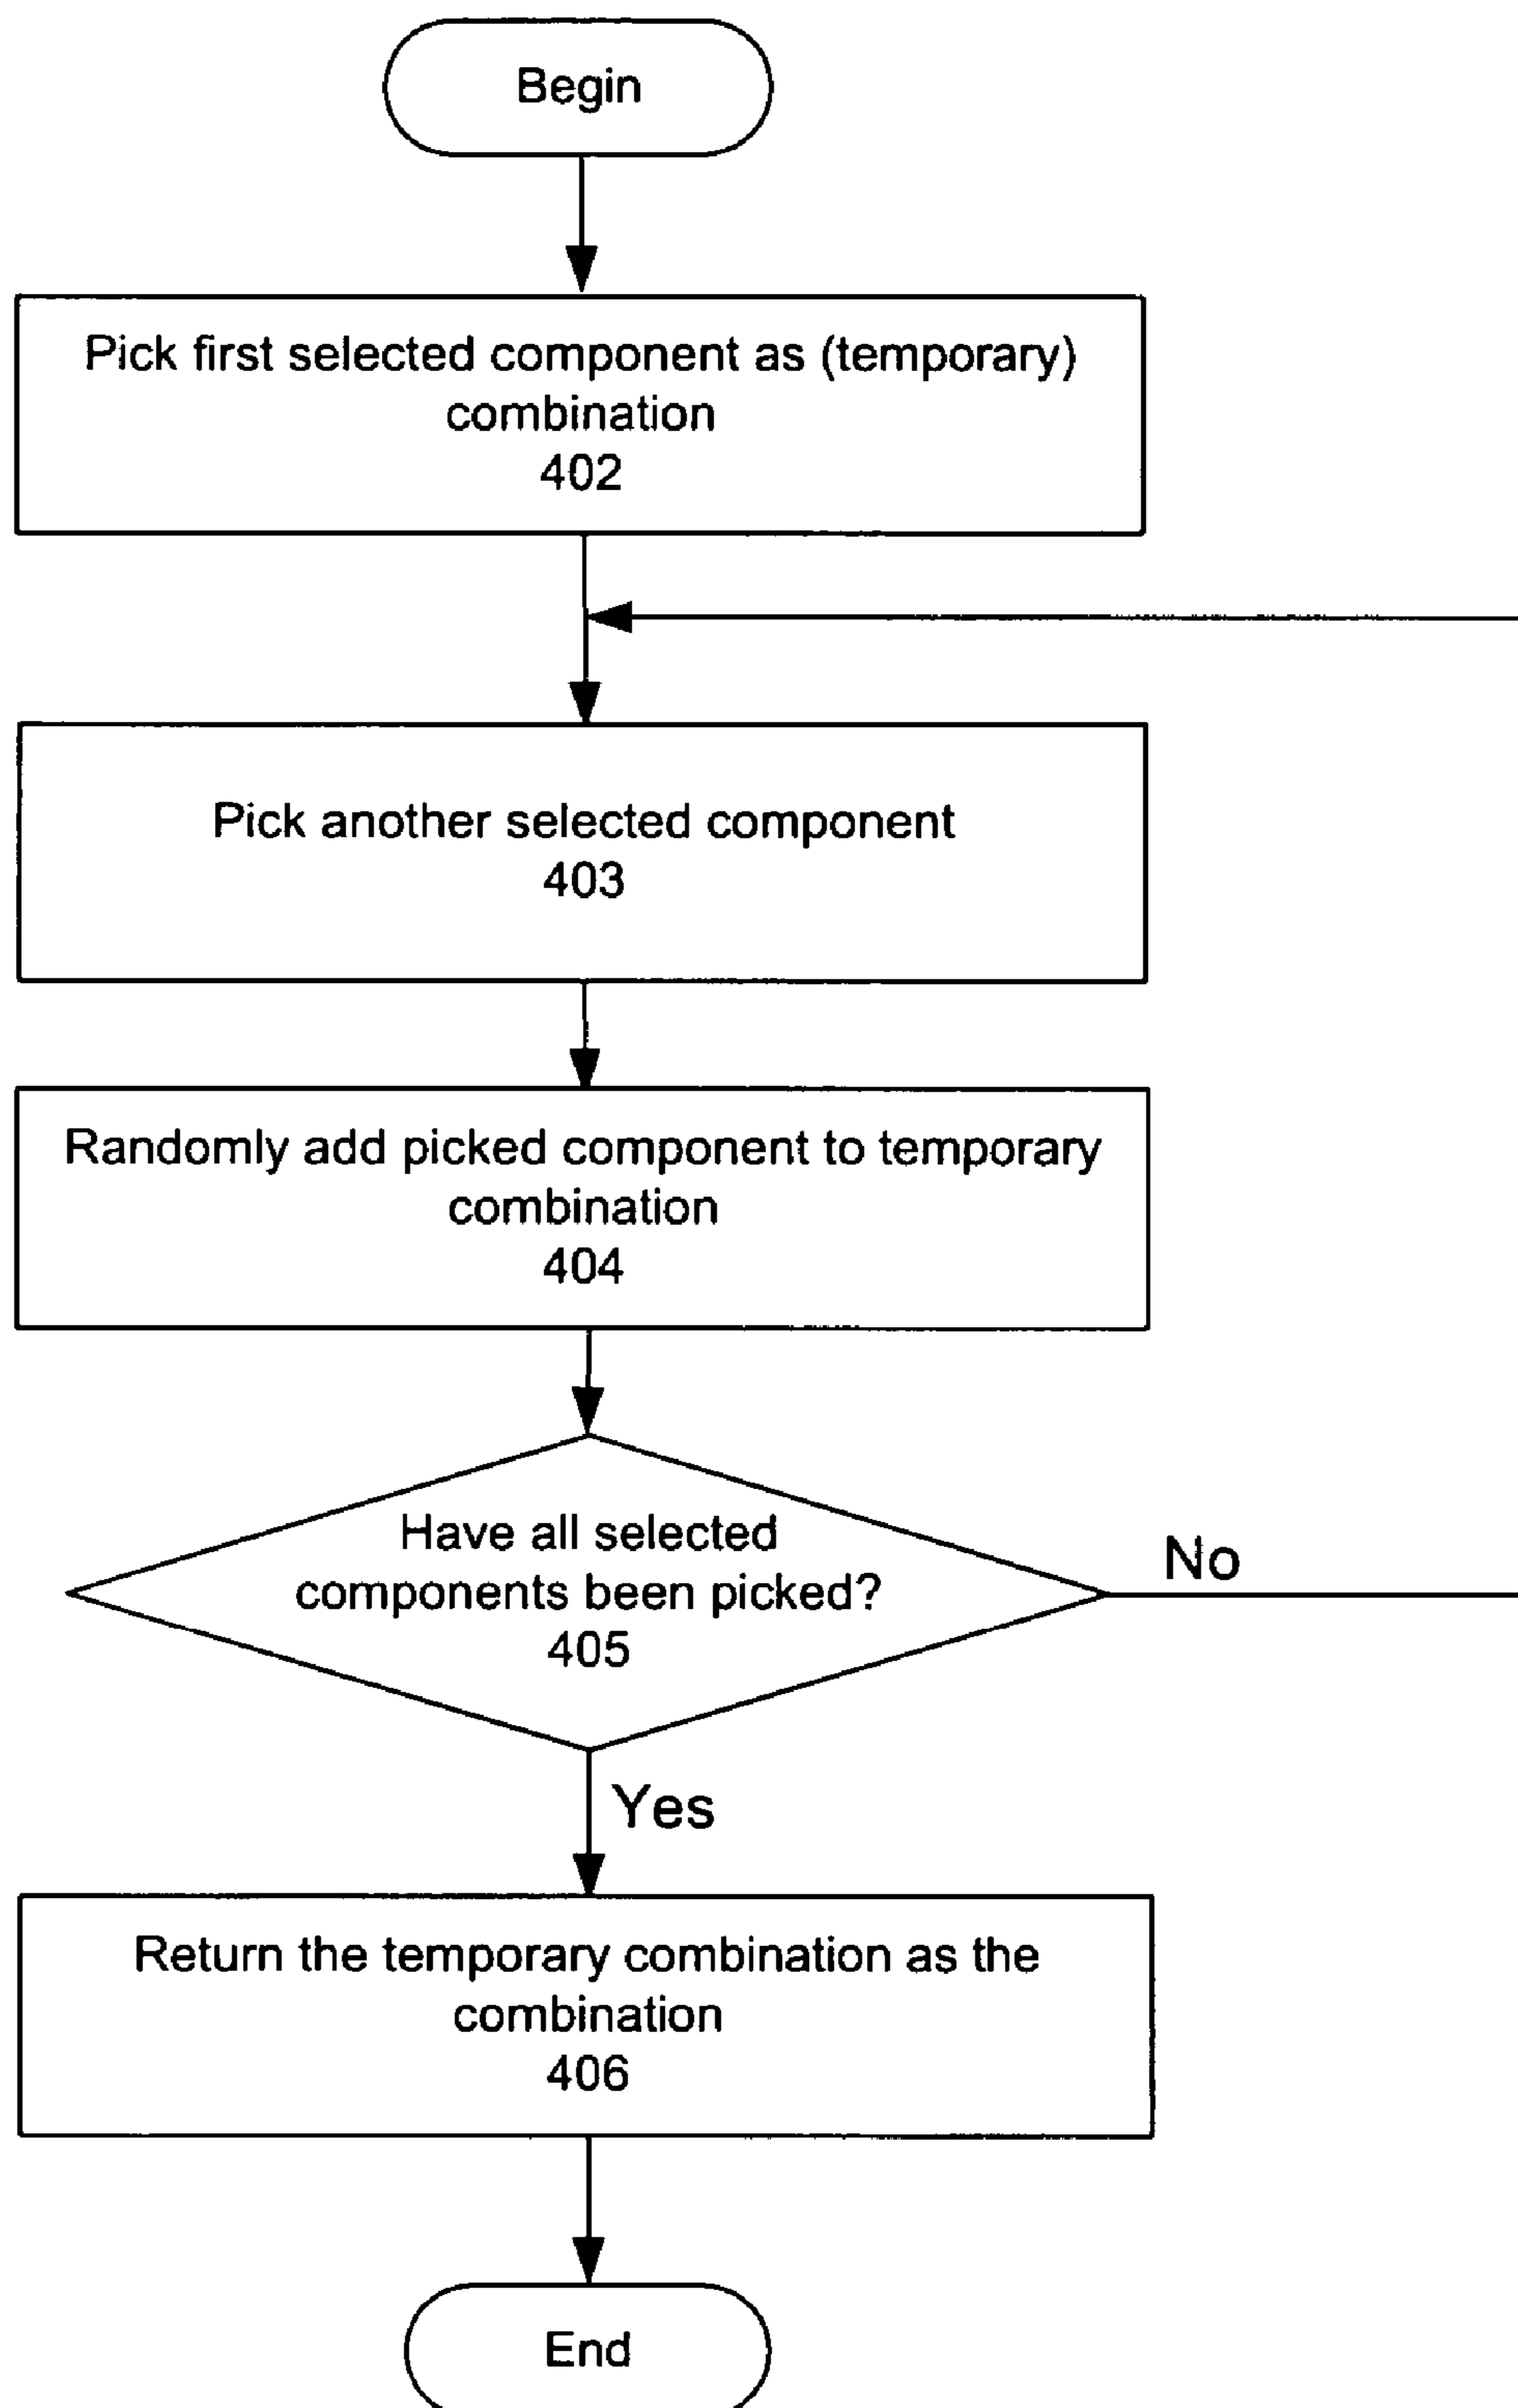 Begin
Pick first selected component as (temporary)
combination
402
Pick another selected component
403
Randomly add picked component to temporary
combination
404
Have all selected
components been picked?
405
No
Yes
Return the temporary combination as the
combination
406
End